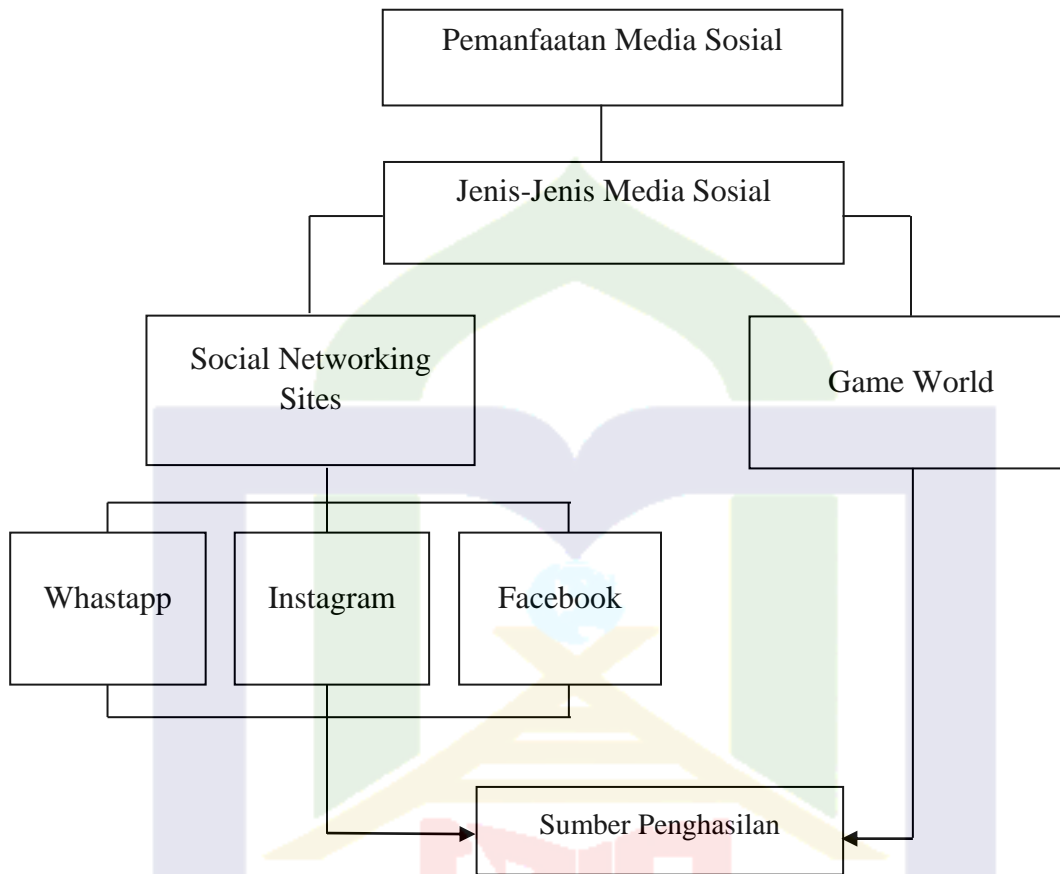 Pemanfaatan Media Sosial
Jenis-Jenis Media Sosial
Social Networking
Sites
Game World
Whastapp
Instagram
Facebook
Sumber Penghasilan